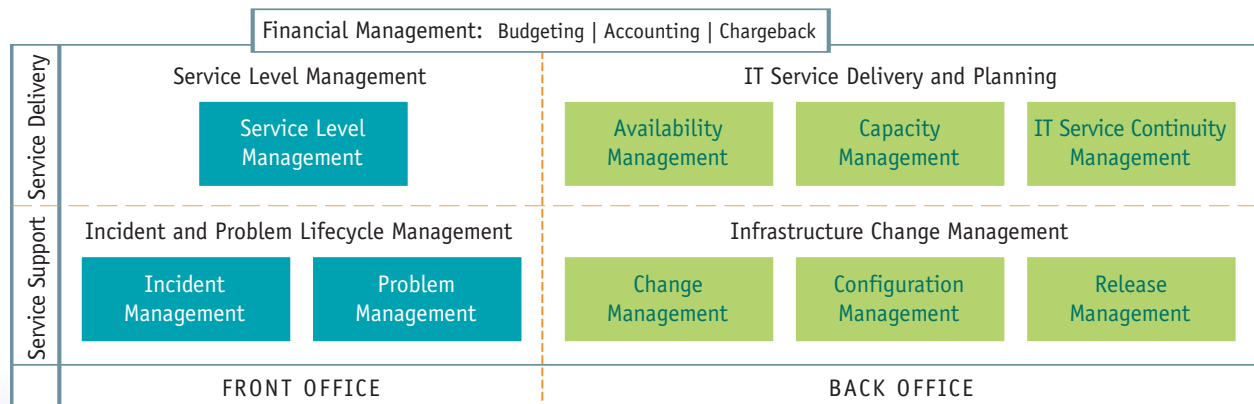 Financial Management: Budgeting | Accounting | Chargeback
Service Delivery
Service Level Management
Service Level
Management
IT Service Delivery and Planning
Availability
Management
Capacity
Management
IT Service Continuity
Management
Service Support
Incident and Problem Lifecycle Management
Incident
Management
Problem
Management
Infrastructure Change Management
Change
Management
Configuration
Management
Release
Management
FRONT OFFICE
BACK OFFICE